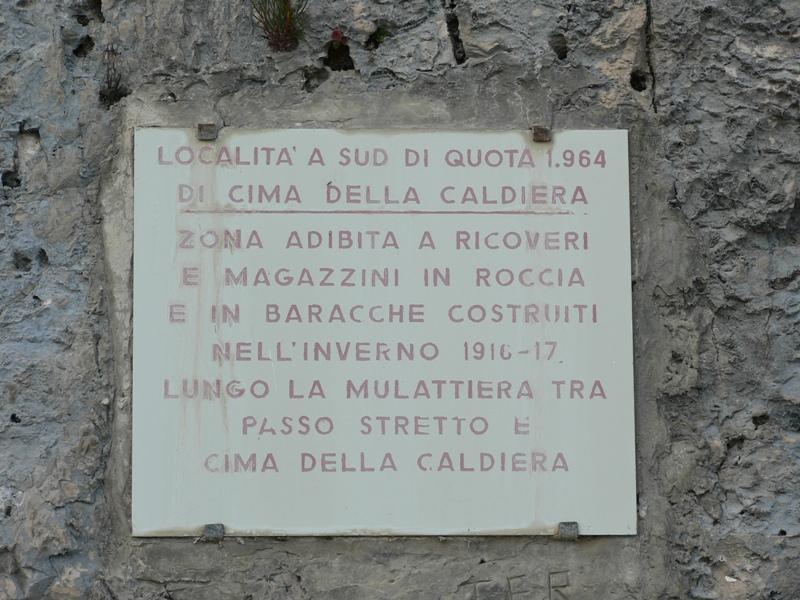 LOCALITA' A SUD DI QUOTA 1.964
DI CIMA DELLA CALDIERA
ZONA ADIBITA A RICOVERI
E MAGAZZINI IN ROCCIA
E IN BARACCHE COSTRUITI
NELL'INVERNO 1916-17
LUNGO LA MULATTIERA TRA
PASSO STRETTO E
CIMA DELLA CALDIERA